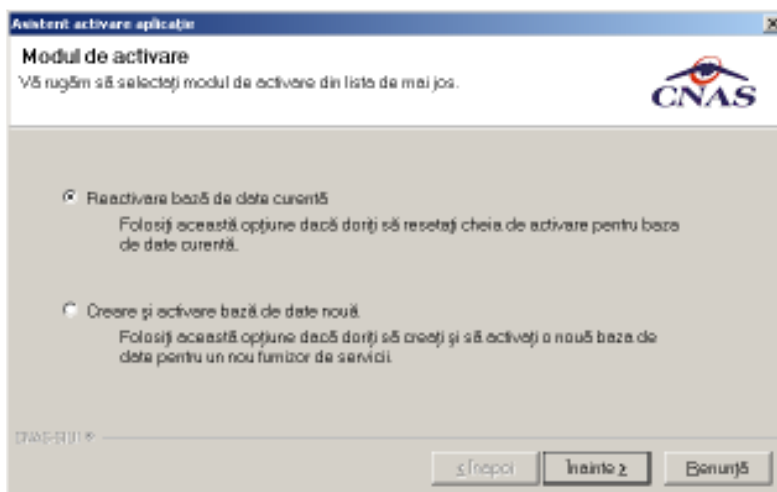 Asistent activare aplicație
Modul de activare
Vă rugăm să selectați modul de activare din lista de mai jos.
CNAS
Reactivare bază de date curentă
Folosiți această opțiune dacă doriți să resetați cheia de activare pentru baza
de date curentă.
Creare și activare bază de date nouă
Folosiți această opțiune dacă doriți să creați și să activați o nouă baza de
date pentru un nou furnizor de servicii.
CNAS-SIUI ®
< Înapoi
Înainte >
Renunță